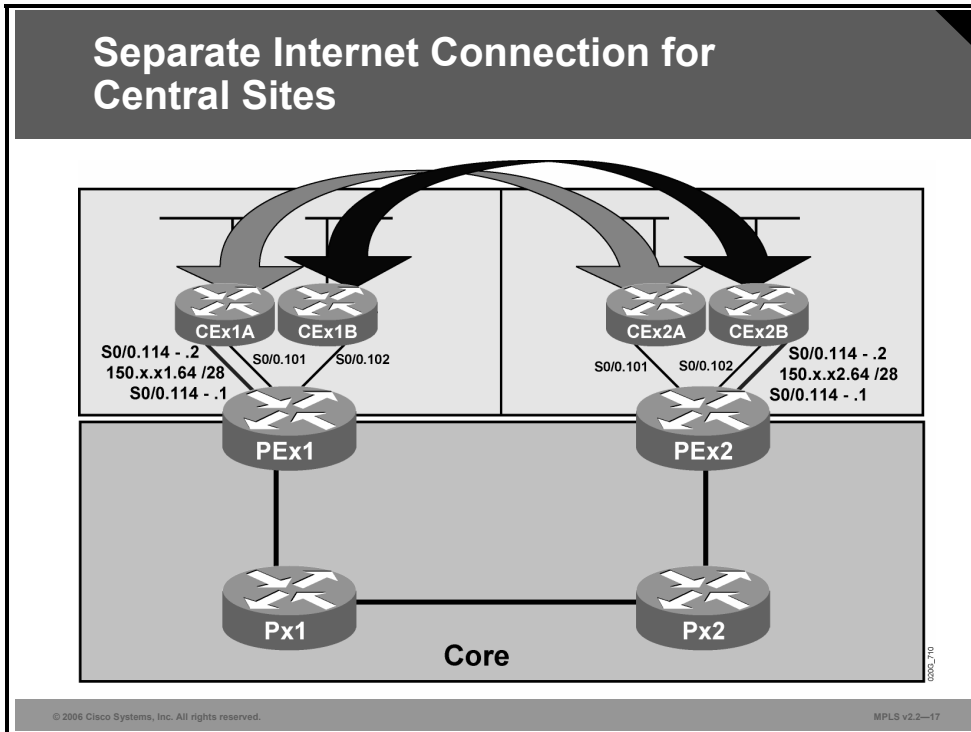 Separate Internet Connection for
Central Sites
CEx1A
CEx1B
CEx2A
CEx2B
S0/0.114 - .2
150.x.x1.64 /28
S0/0.114 - .1
S0/0.101
S0/0.102
S0/0.101
S0/0.102
S0/0.114 - .2
150.x.x2.64 /28
S0/0.114 - .1
PEx1
PEx2
Px1
Px2
Core
020G_710
© 2006 Cisco Systems, Inc. All rights reserved.
MPLS v2.2—17